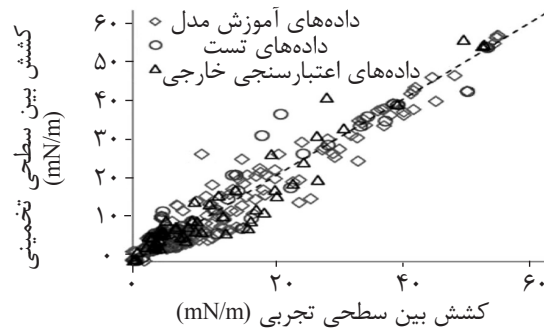 داده‌های آموزش مدل
داده‌های تست
داده‌های اعتبارسنجی خارجی
کشش بین سطحی تخمینی
(mN/m)
۶۰
۵۰
۴۰
۳۰
۲۰
۱۰
۰
۰ ۲۰ ۴۰ ۶۰
کشش بین سطحی تجربی (mN/m)